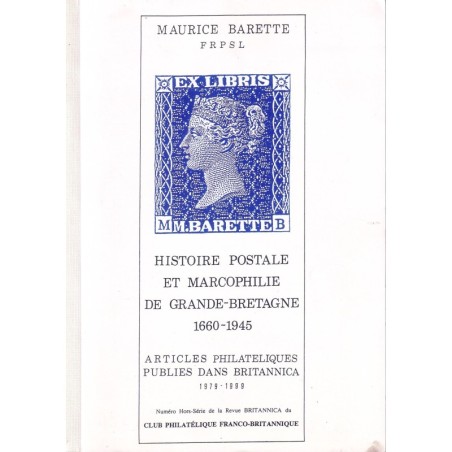 MAURICE BARETTE
FRPSL
EX LIBRIS
M M.BARETTE B
HISTOIRE POSTALE
ET MARCOPHILIE
DE GRANDE-BRETAGNE
1660-1945
ARTICLES PHILATELIQUES
PUBLIES DANS BRITANNICA
1979-1999
Numéro Hors-Série de la Revue BRITANNICA du
CLUB PHILATÉLIQUE FRANCO-BRITANNIQUE